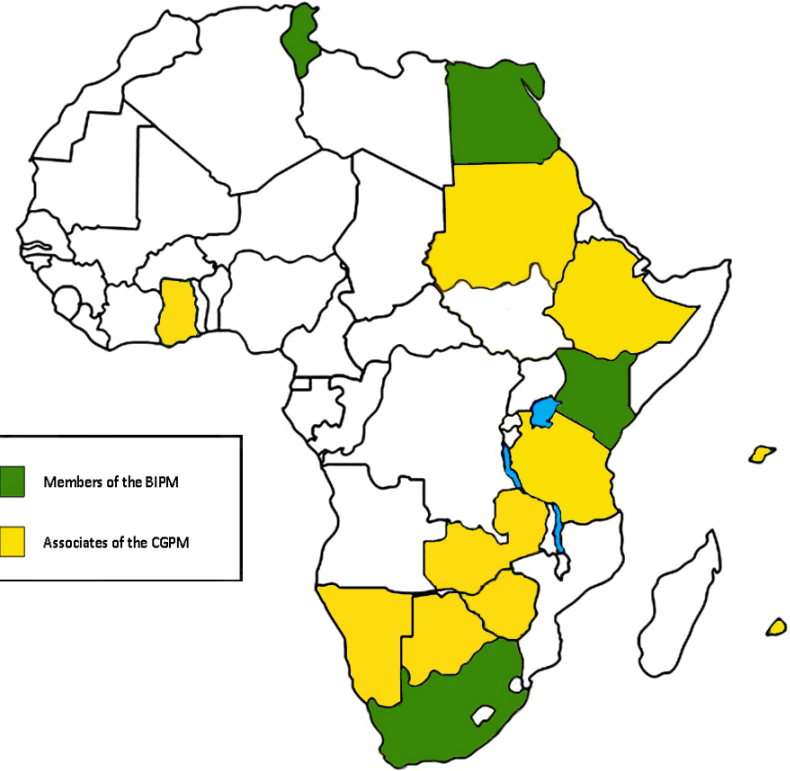 Members of the BIPM
Associates of the CGPM